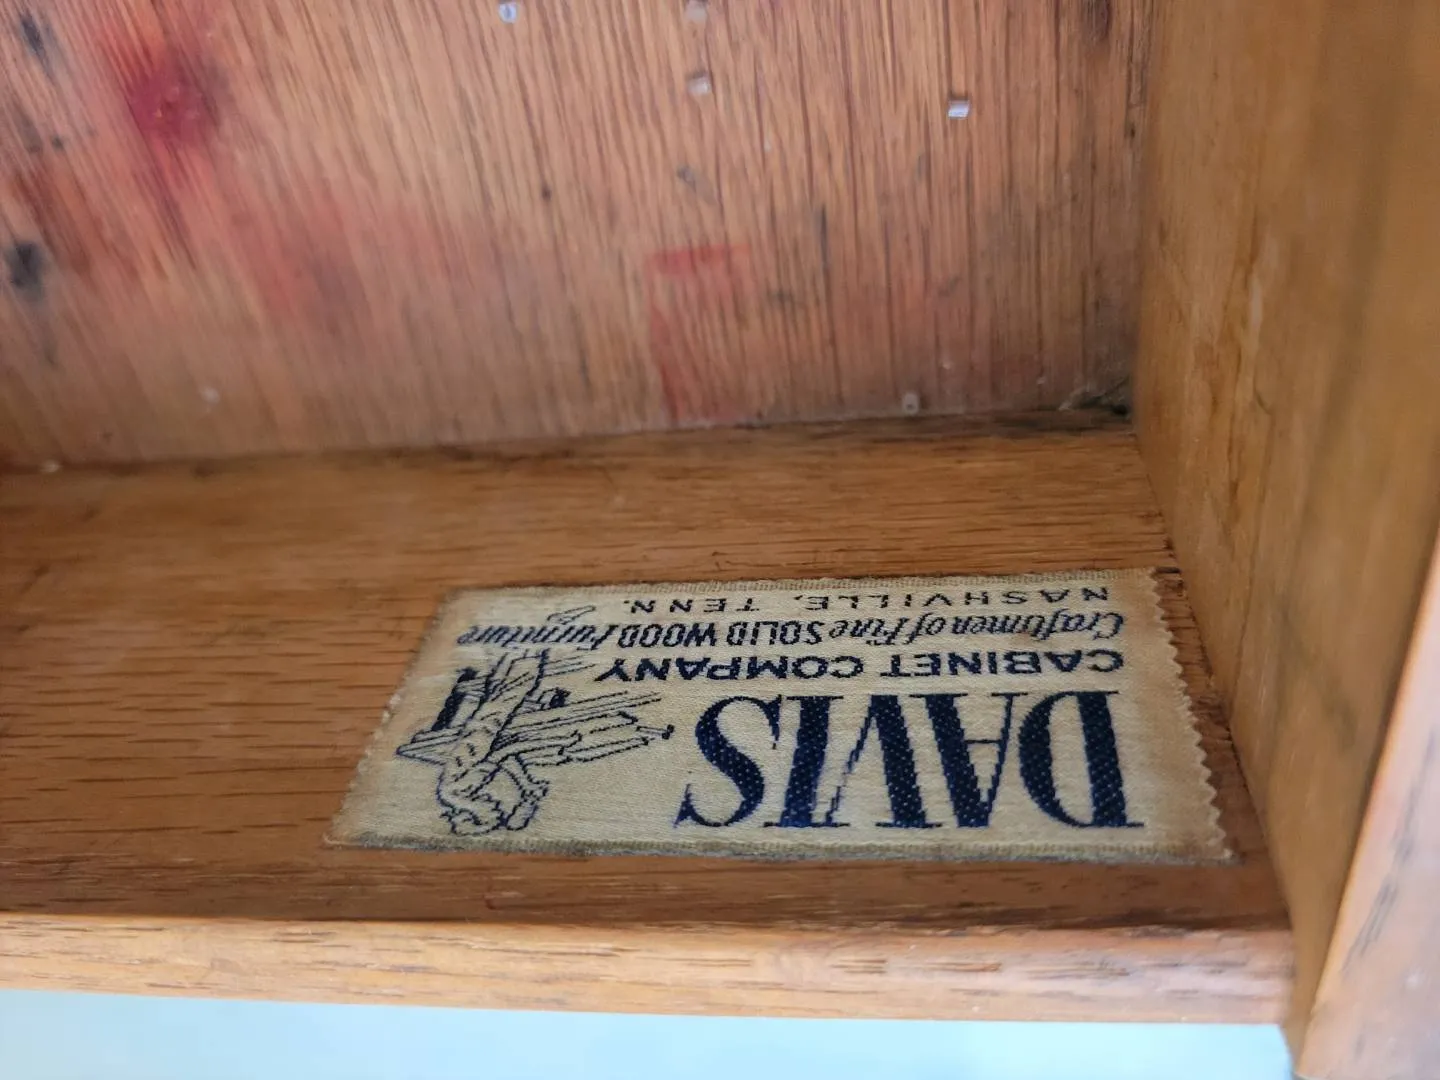 DAVIS
CABINET COMPANY
Craftsmen of Fine SOLID WOOD Furniture
NASHVILLE, TENN.